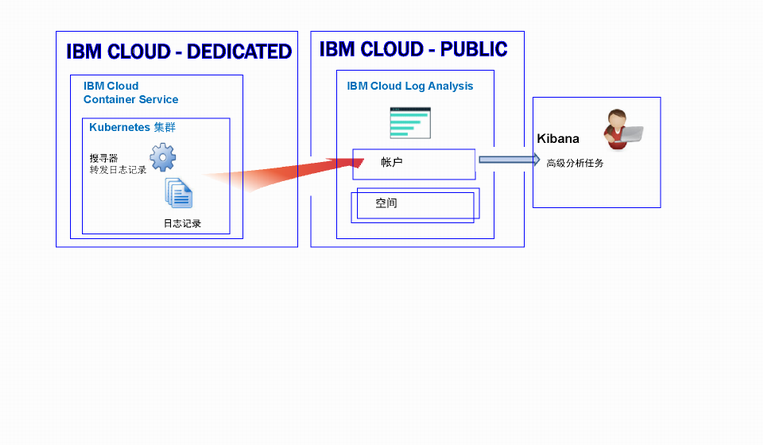 IBM CLOUD - DEDICATED
IBM Cloud
Container Service
Kubernetes 集群
搜寻器
转发日志记录
日志记录
IBM CLOUD - PUBLIC
IBM Cloud Log Analysis
帐户
空间
Kibana
高级分析任务